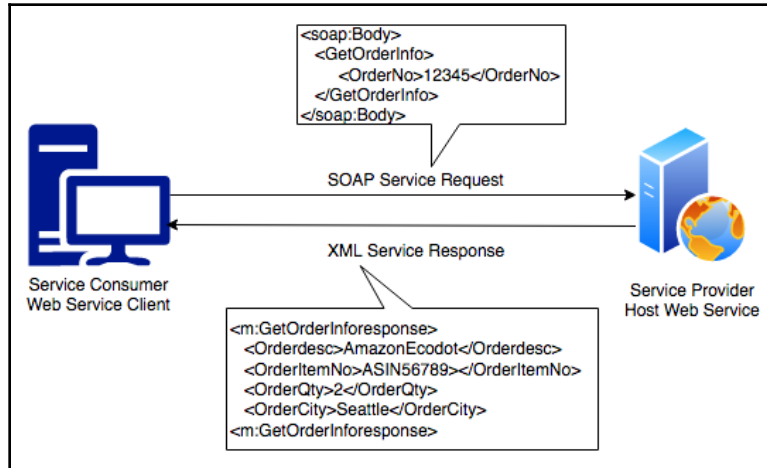 <soap:Body>
<GetOrderInfo>
<OrderNo>12345</OrderNo>
</GetOrderInfo>
</soap:Body>
SOAP Service Request
XML Service Response
Service Consumer
Web Service Client
Service Provider
Host Web Service
<m:GetOrderInforesponse>
<Orderdesc>AmazonEcodot</Orderdesc>
<OrderItemNo>ASIN56789></OrderItemNo>
<OrderQty>2</OrderQty>
<OrderCity>Seattle</OrderCity>
<m:GetOrderInforesponse>